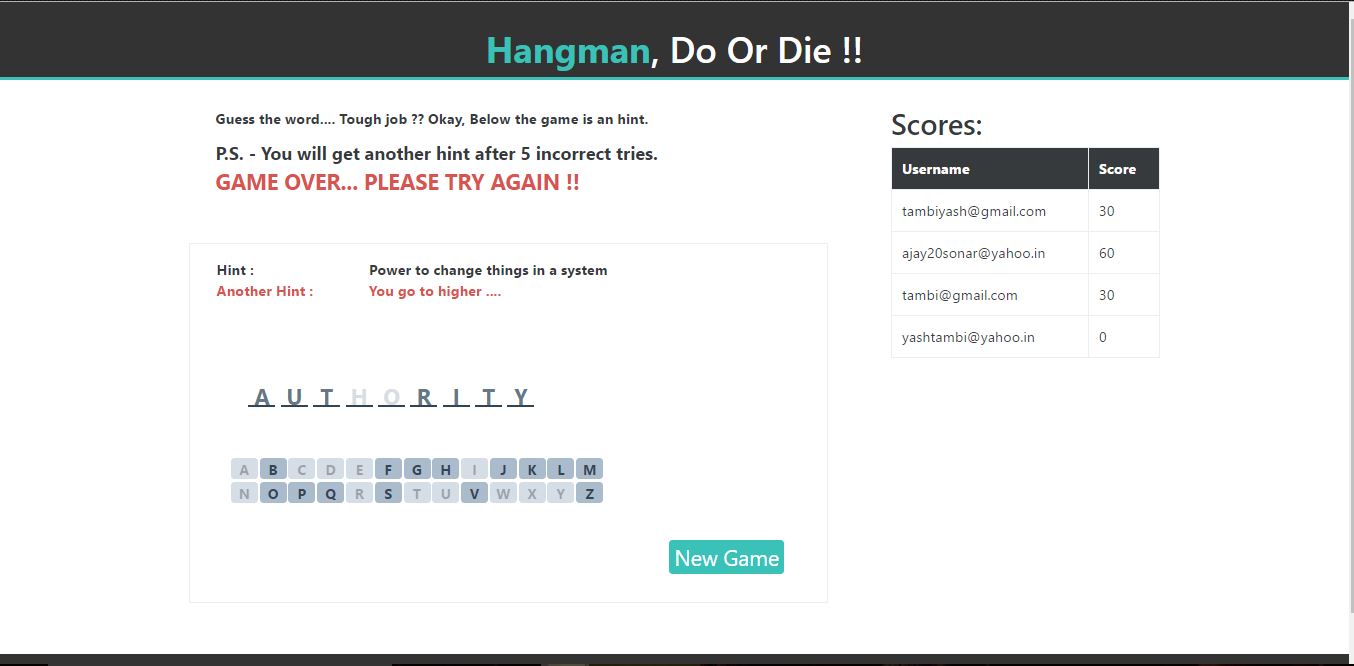 Hangman, Do Or Die !!
Guess the word.... Tough job ?? Okay, Below the game is an hint.
P.S. - You will get another hint after 5 incorrect tries.
GAME OVER... PLEASE TRY AGAIN !!
Hint : Power to change things in a system
Another Hint : You go to higher ....
A U T H O R I T Y
A B C D E F G H I J K L M
N O P Q R S T U V W X Y Z
New Game
Scores:
Username Score
tambiyash@gmail.com 30
ajay20sonar@yahoo.in 60
tambi@gmail.com 30
yashtambi@yahoo.in 0